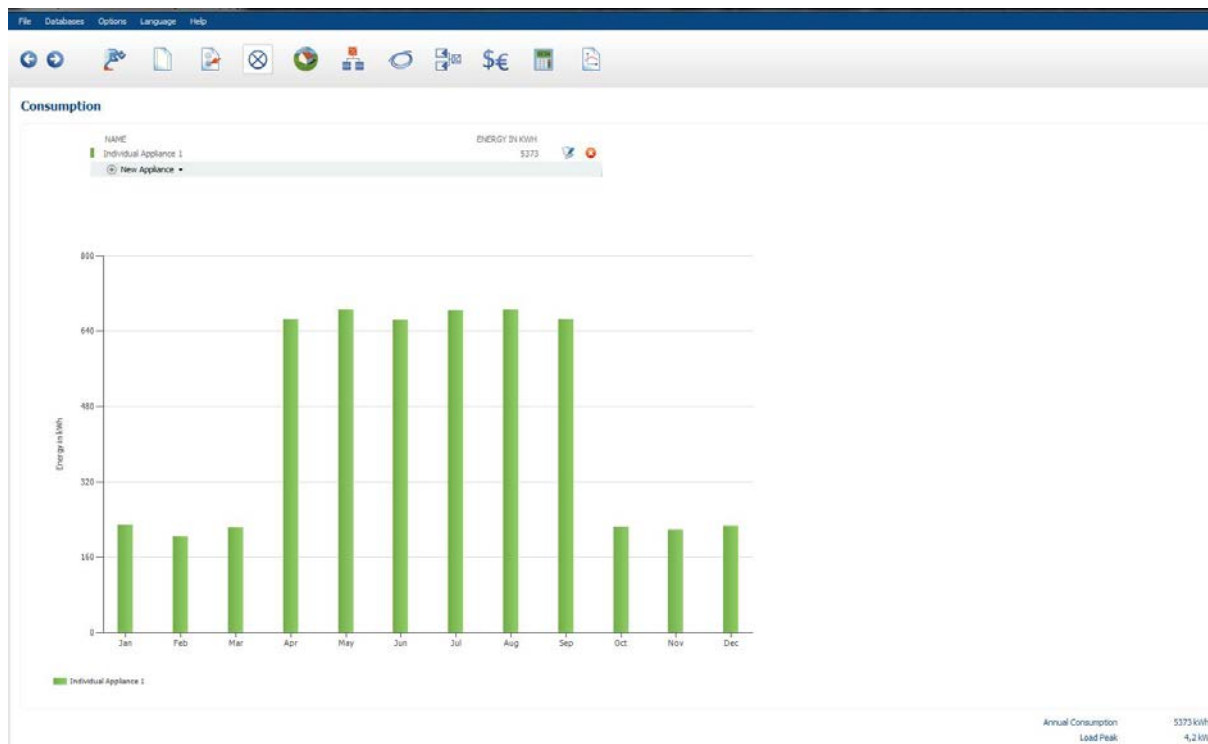 File Databases Options Language Help
$€
Consumption
NAME ENERGY IN KWH
Individual Appliance 1 5373
New Appliance
800
640
480
320
160
0
Energy in kWh
Jan Feb Mar Apr May Jun Jul Aug Sep Oct Nov Dec
Individual Appliance 1
Annual Consumption 5373 kWh
Load Peak 4,2 kW